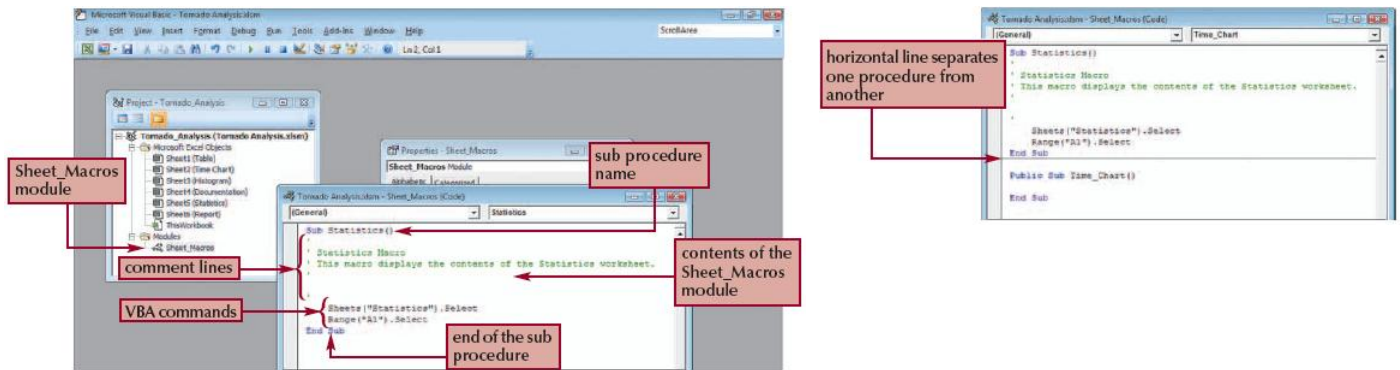 Microsoft Visual Basic - Tornado Analysis.xlsm
File Edit View Insert Format Debug Run Tools Add-Ins Window Help
ScrollArea
Ln 2, Col 1
Project - Tornado_Analysis
Tornado_Analysis (Tornado Analysis.xlsm)
Microsoft Excel Objects
Sheet1 (Table)
Sheet2 (Time Chart)
Sheet3 (Histogram)
Sheet4 (Documentation)
Sheet5 (Statistics)
Sheet6 (Report)
ThisWorkbook
Modules
Sheet_Macros
Sheet_Macros
module
Properties - Sheet_Macros
Sheet_Macros Module
Alphabetic Categorized
sub procedure
name
Tornado Analysis.xlsm - Sheet_Macros (Code)
(General)
Statistics
Sub Statistics()
'
' Statistics Macro
' This macro displays the contents of the Statistics worksheet.
'
'
Sheets("Statistics").Select
Range("A1").Select
End Sub
comment lines
VBA commands
contents of the
Sheet_Macros
module
end of the sub
procedure
horizontal line separates
one procedure from
another
Tornado Analysis.xlsm - Sheet_Macros (Code)
(General)
Time_Chart
Sub Statistics()
'
' Statistics Macro
' This macro displays the contents of the Statistics worksheet.
'
'
Sheets("Statistics").Select
Range("A1").Select
End Sub
Public Sub Time_Chart()
End Sub